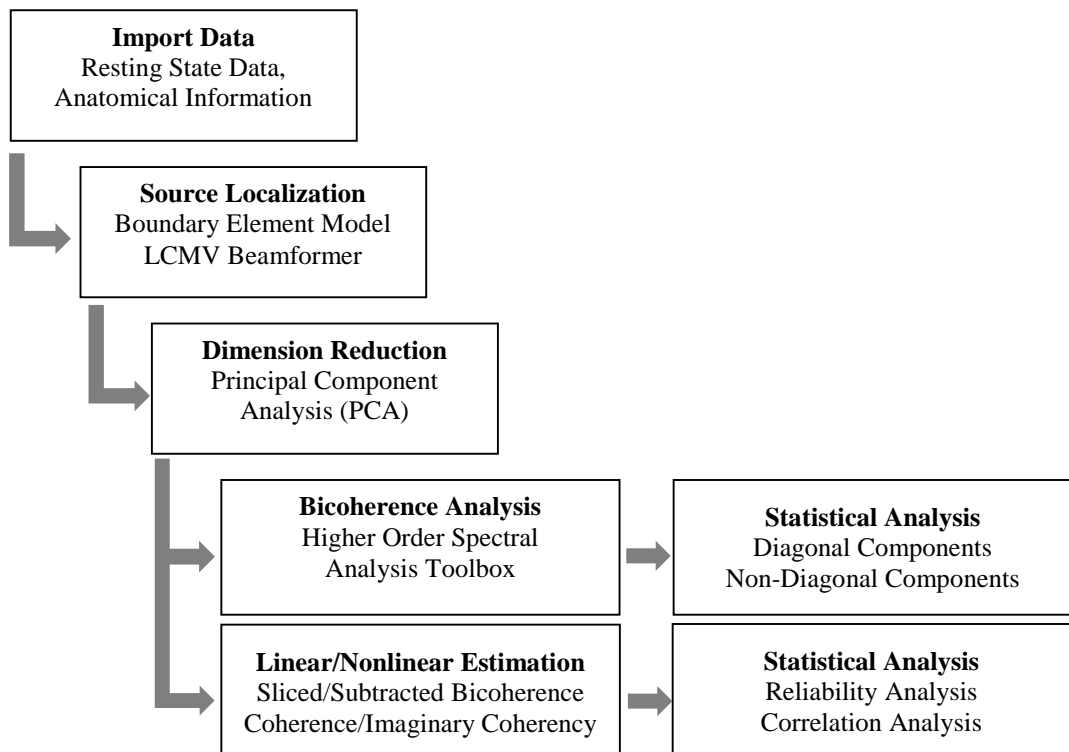 Import Data
Resting State Data,
Anatomical Information
Source Localization
Boundary Element Model
LCMV Beamformer
Dimension Reduction
Principal Component
Analysis (PCA)
Bicoherence Analysis
Higher Order Spectral
Analysis Toolbox
Statistical Analysis
Diagonal Components
Non-Diagonal Components
Linear/Nonlinear Estimation
Sliced/Subtracted Bicoherence
Coherence/Imaginary Coherency
Statistical Analysis
Reliability Analysis
Correlation Analysis